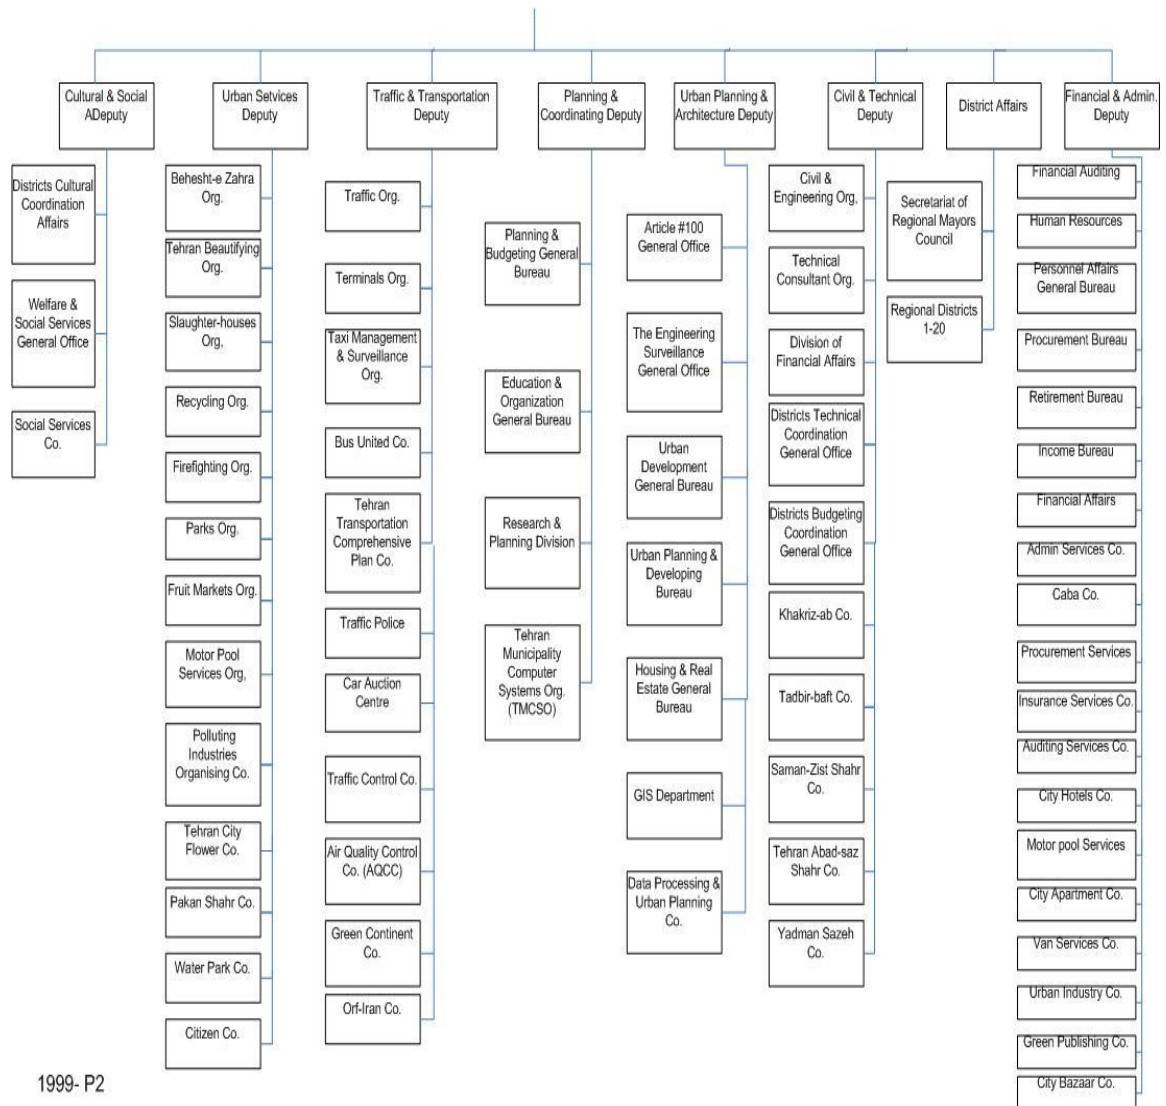 Cultural & Social
ADeputy
Urban Setvices
Deputy
Traffic & Transportation
Deputy
Planning &
Coordinating Deputy
Urban Planning &
Architecture Deputy
Civil & Technical
Deputy
District Affairs
Financial & Admin.
Deputy
Districts Cultural
Coordination
Affairs
Welfare &
Social Services
General Office
Social Services
Co.
Behesht-e Zahra
Org.
Tehran Beautifying
Org.
Slaughter-houses
Org,
Recycling Org.
Firefighting Org.
Parks Org.
Fruit Markets Org.
Motor Pool
Services Org,
Polluting
Industries
Organising Co.
Tehran City
Flower Co.
Pakan Shahr Co.
Water Park Co.
Citizen Co.
Traffic Org.
Terminals Org.
Taxi Management
& Surveillance
Org.
Bus United Co.
Tehran
Transportation
Comprehensive
Plan Co.
Traffic Police
Car Auction
Centre
Traffic Control Co.
Air Quality Control
Co. (AQCC)
Green Continent
Co.
Orf-Iran Co.
Planning &
Budgeting General
Bureau
Education &
Organization
General Bureau
Research &
Planning Division
Tehran
Municipality
Computer
Systems Org.
(TMCSO)
Article #100
General Office
The Engineering
Surveillance
General Office
Urban
Development
General Bureau
Urban Planning &
Developing
Bureau
Housing & Real
Estate General
Bureau
GIS Department
Data Processing &
Urban Planning
Co.
Civil &
Engineering Org,
Technical
Consultant Org.
Division of
Financial Affairs
Districts Technical
Coordination
General Office
Districts Budgeting
Coordination
General Office
Khakriz-ab Co.
Tadbir-baft Co.
Saman-Zist Shahr
Co.
Tehran Abad-saz
Shahr Co.
Yadman Sazeh
Co.
Secretariat of
Regional Mayors
Council
Regional Districts
1-20
Financial Auditing
Human Resources
Personnel Affairs
General Bureau
Procurement Bureau
Retirement Bureau
Income Bureau
Financial Affairs
Admin Services Co.
Caba Co.
Procurement Services
Insurance Services Co.
Auditing Services Co.
City Hotels Co.
Motor pool Services
City Apartment Co.
Van Services Co.
Urban Industry Co.
Green Publishing Co.
City Bazaar Co.
1999- P2